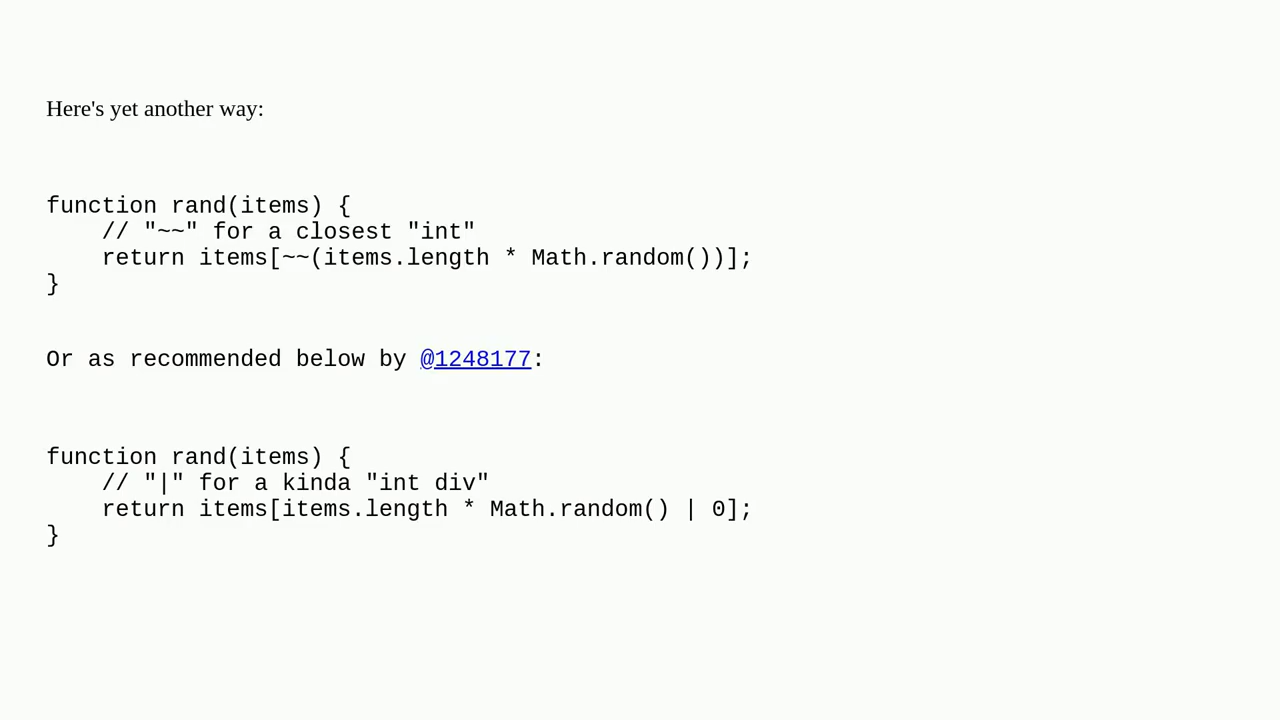 Here's yet another way:
function rand(items) {
    // "~~" for a closest "int"
    return items[~~(items.length * Math.random())];
}
Or as recommended below by @1248177:
function rand(items) {
    // "|" for a kinda "int div"
    return items[items.length * Math.random() | 0];
}